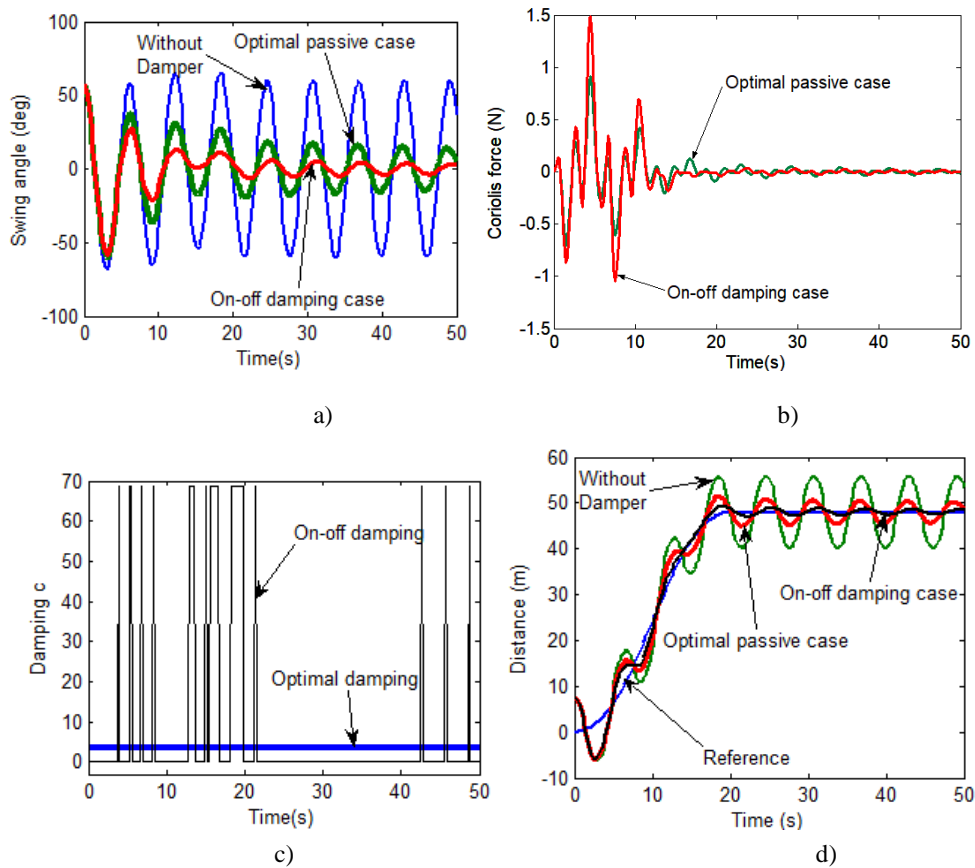 100
50
0
-50
-100
Swing angle (deg)
Without
Damper
Optimal passive case
On-off damping case
0 10 20 30 40 50
Time(s)
a)
1.5
1
0.5
0
-0.5
-1
-1.5
Coriolis force (N)
Optimal passive case
On-off damping case
0 10 20 30 40 50
Time(s)
b)
70
60
50
40
30
20
10
0
Damping c
On-off damping
Optimal damping
0 10 20 30 40 50
Time(s)
c)
60
50
40
30
20
10
0
-10
Distance (m)
Without
Damper
On-off damping case
Optimal passive case
Reference
0 10 20 30 40 50
Time (s)
d)